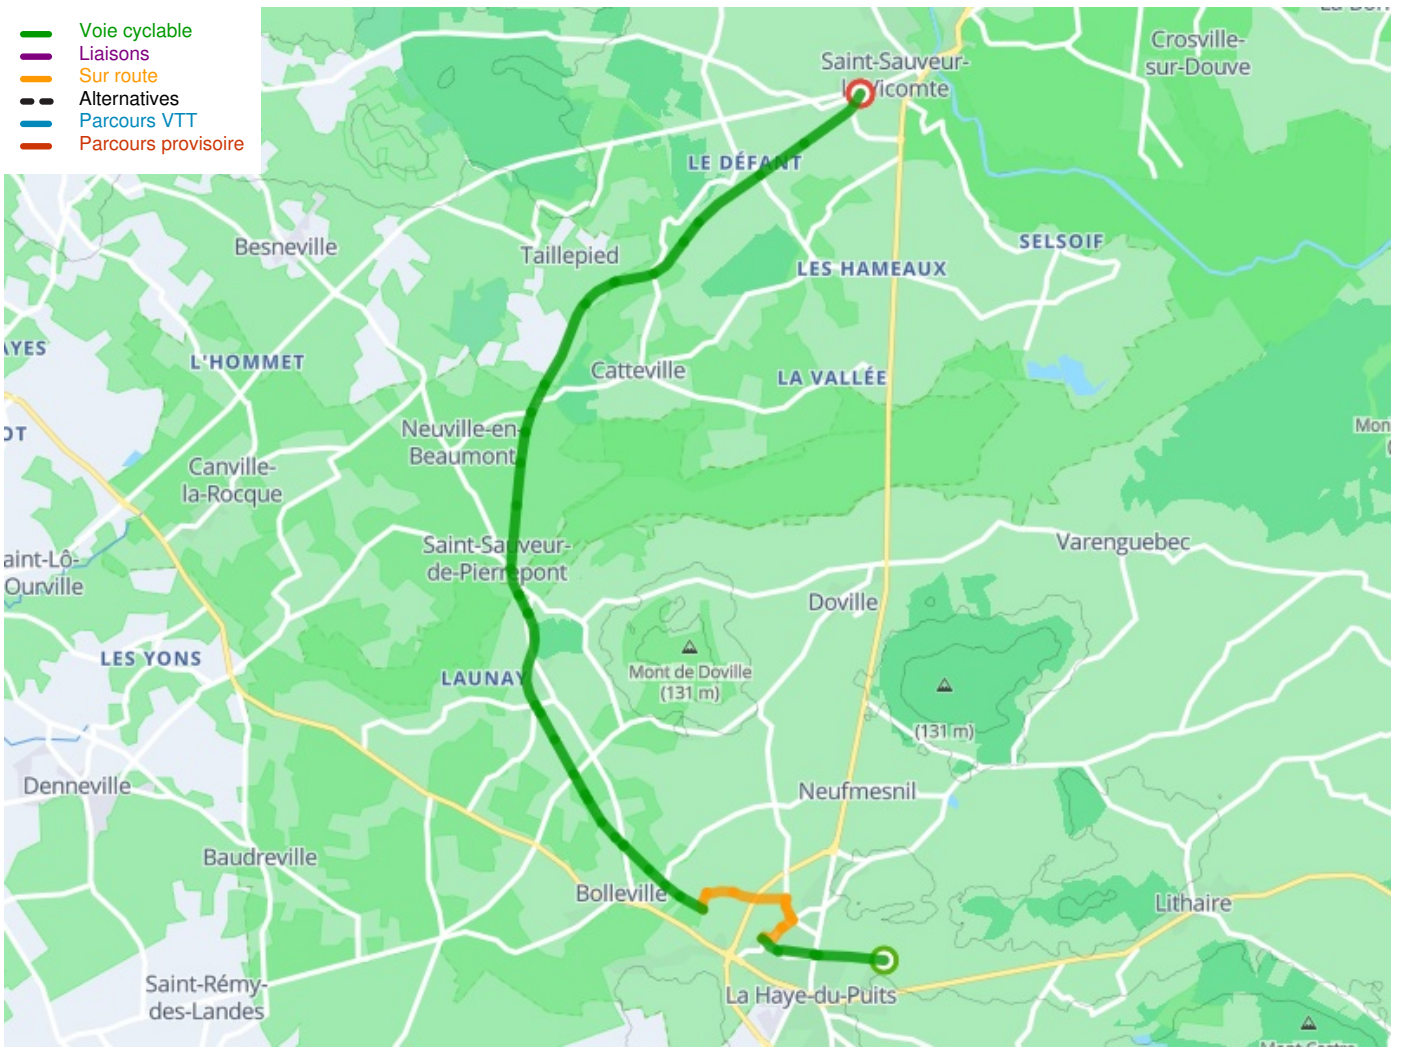 Voie cyclable
Liaisons
Sur route
Alternatives
Parcours VTT
Parcours provisoire
Crosville-
sur-Douve
Saint-Sauveur-
Vicomte
LE DÉFANT
Besneville
Taillepied
SELSOIF
LES HAMEAUX
L'HOMMET
Catteville
LA VALLÉE
Neuville-en-
Beaumont
Canville-
la-Rocque
Saint-Sauveur-
de-Pierrepont
Varenguebec
aint-Lô-
Ourville
Doville
LES YONS
LAUNAY
Mont de Doville
(131 m)
(131 m)
Denneville
Neufmesnil
Baudreville
Bolleville
Lithaire
Saint-Rémy-
des-Landes
La Haye-du-Puits